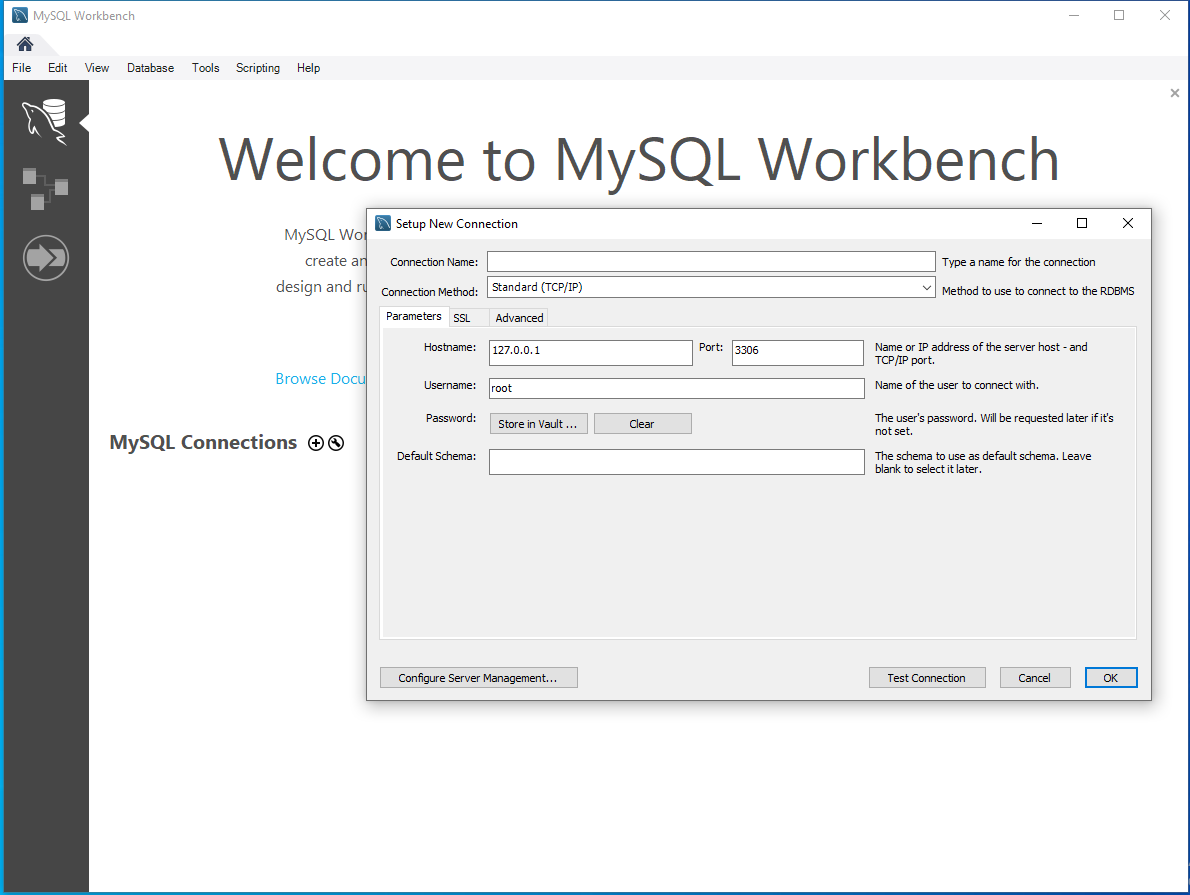 MySQL Workbench
File Edit View Database Tools Scripting Help
Welcome to MySQL Workbench
MySQL
create
design and
Browse
MySQL Connections
Setup New Connection
Connection Name: Type a name for the connection
Connection Method: Standard (TCP/IP) Method to use to connect to the RDBMS
Parameters SSL Advanced
Hostname: 127.0.0.1 Port: 3306 Name or IP address of the server host - and
TCP/IP port.
Username: root Name of the user to connect with.
Password: Store in Vault ... Clear The user's password. Will be requested later if it's
not set.
Default Schema: The schema to use as default schema. Leave
blank to select it later.
Configure Server Management... Test Connection Cancel OK